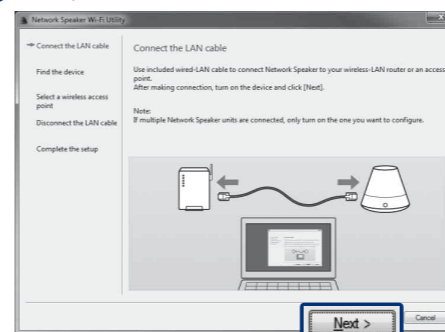 Network Speaker Wi-Fi Utility
Connect the LAN cable
Find the device
Select a wireless access
point
Disconnect the LAN cable
Complete the setup
Connect the LAN cable
Use included wired-LAN cable to connect Network Speaker to your wireless-LAN router or an access
point.
After making connection, turn on the device and click [Next].
Note:
If multiple Network Speaker units are connected, only turn on the one you want to configure.
Next >
Cancel